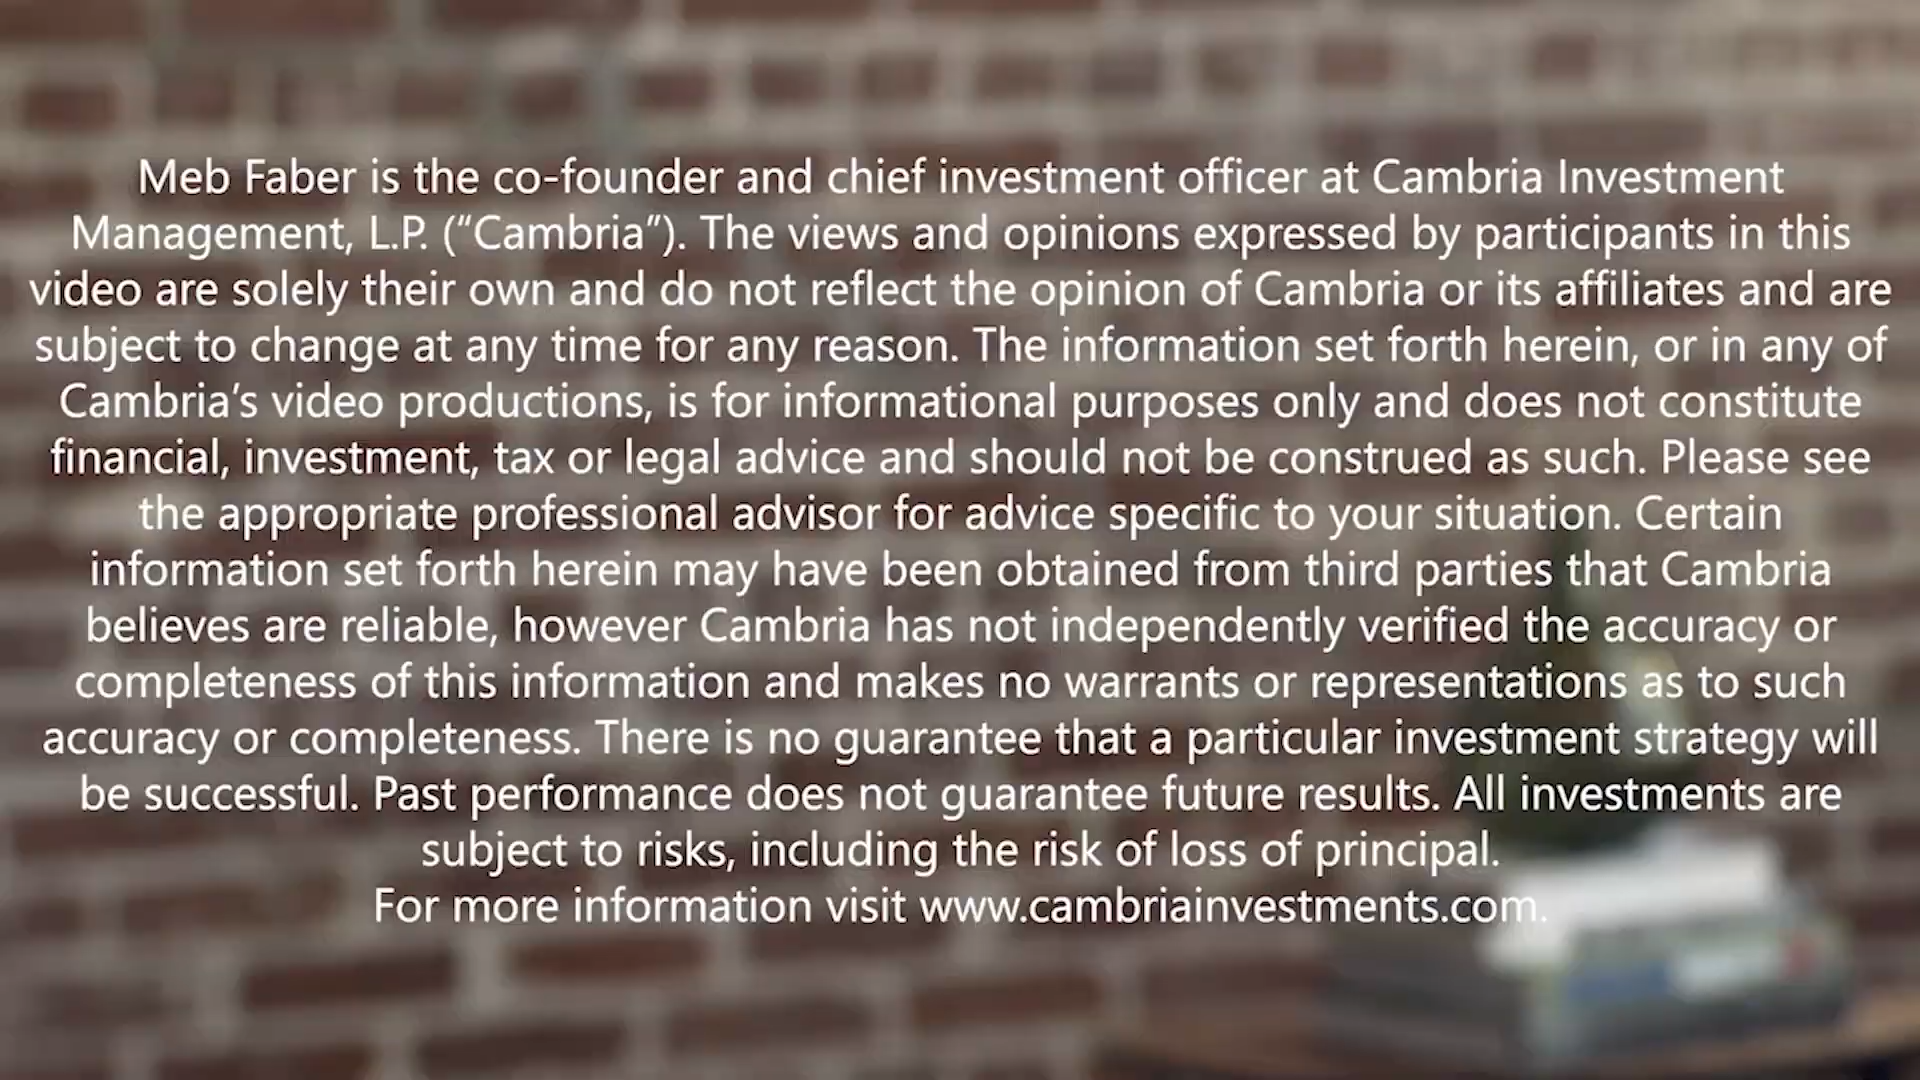 Meb Faber is the co-founder and chief investment officer at Cambria Investment
Management, L.P. (“Cambria”). The views and opinions expressed by participants in this
video are solely their own and do not reflect the opinion of Cambria or its affiliates and are
subject to change at any time for any reason. The information set forth herein, or in any of
Cambria’s video productions, is for informational purposes only and does not constitute
financial, investment, tax or legal advice and should not be construed as such. Please see
the appropriate professional advisor for advice specific to your situation. Certain
information set forth herein may have been obtained from third parties that Cambria
believes are reliable, however Cambria has not independently verified the accuracy or
completeness of this information and makes no warrants or representations as to such
accuracy or completeness. There is no guarantee that a particular investment strategy will
be successful. Past performance does not guarantee future results. All investments are
subject to risks, including the risk of loss of principal.
For more information visit www.cambriainvestments.com.